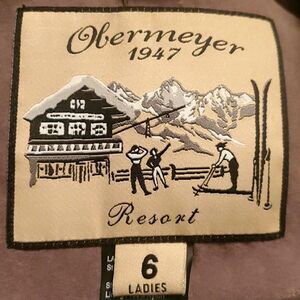 Obermeyer
1947
Resort
6
LADIES